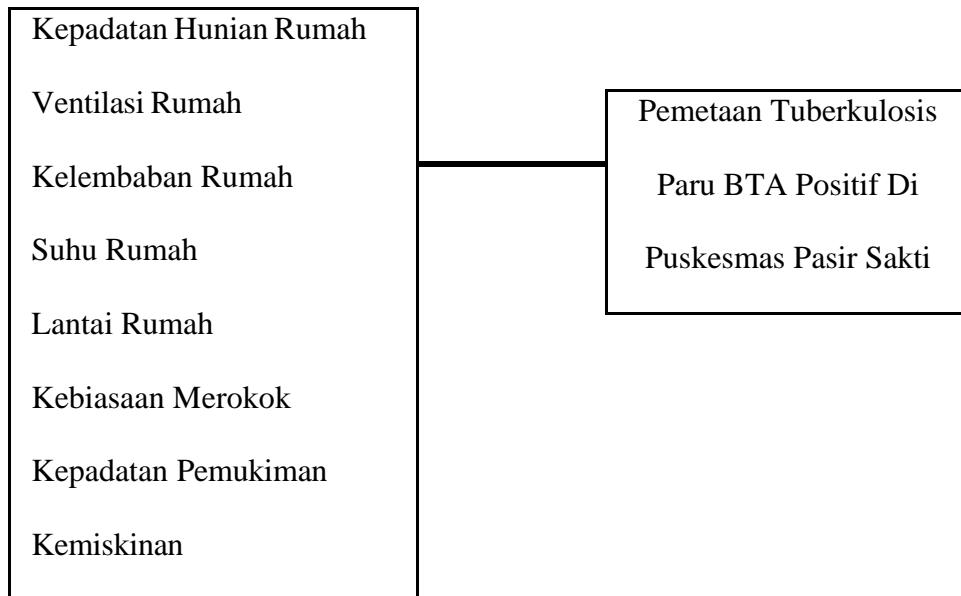 Kepadatan Hunian Rumah
Ventilasi Rumah
Kelembaban Rumah
Suhu Rumah
Lantai Rumah
Kebiasaan Merokok
Kepadatan Pemukiman
Kemiskinan
Pemetaan Tuberkulosis
Paru BTA Positif Di
Puskesmas Pasir Sakti